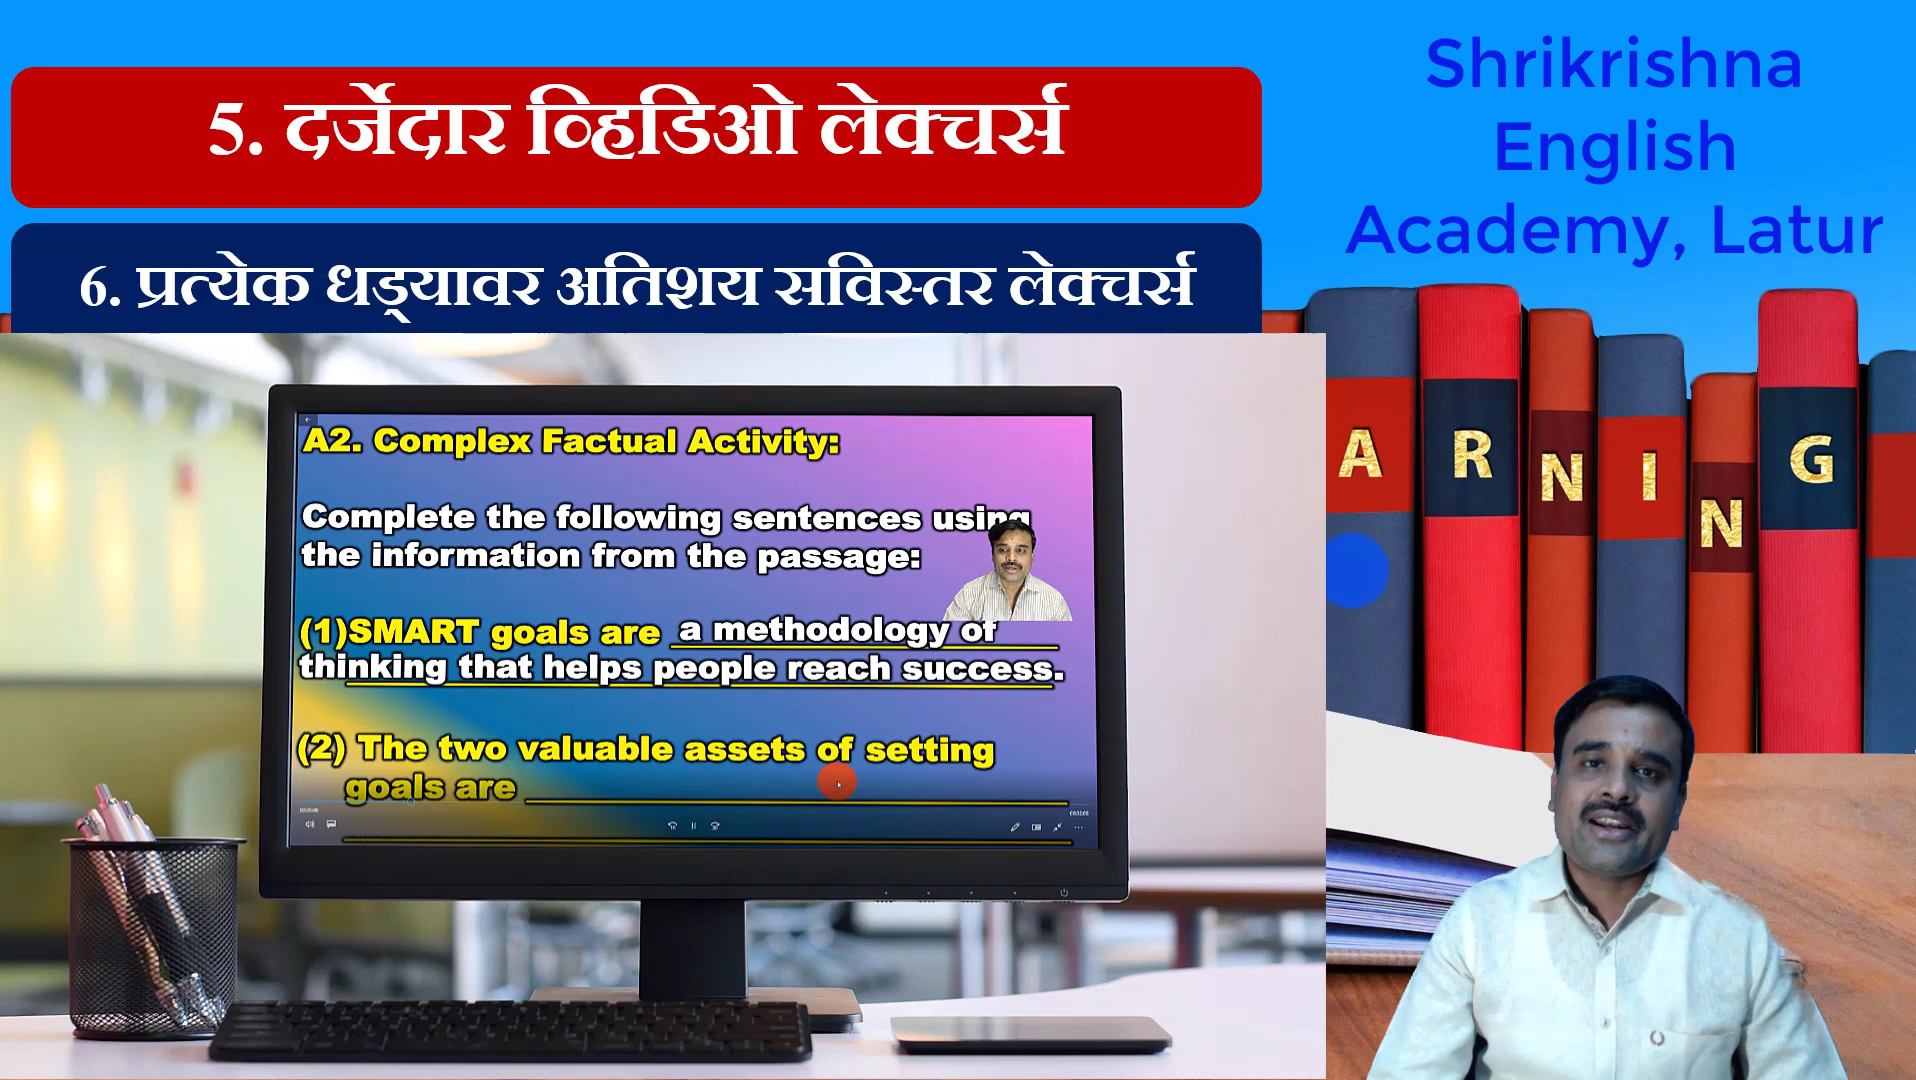 5. दर्जेदार व्हिडिओ लेक्चर्स
6. प्रत्येक धड्यावर अतिशय सविस्तर लेक्चर्स
Shrikrishna
English
Academy, Latur
A2. Complex Factual Activity:
Complete the following sentences using
the information from the passage:
(1)SMART goals are a methodology of
thinking that helps people reach success.
(2) The two valuable assets of setting
goals are
A R N I N G